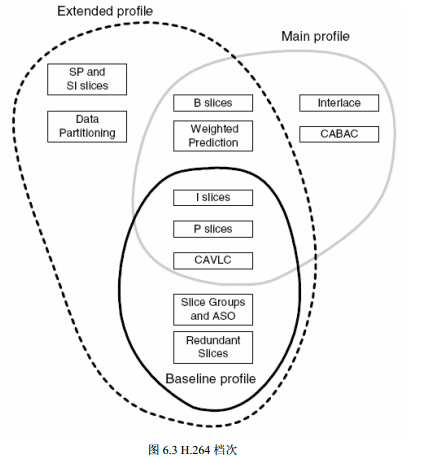 Extended profile
Main profile
SP and
SI slices
Data
Partitioning
B slices
Weighted
Prediction
Interlace
CABAC
I slices
P slices
CAVLC
Slice Groups
and ASO
Redundant
Slices
Baseline profile
图 6.3 H.264 档次